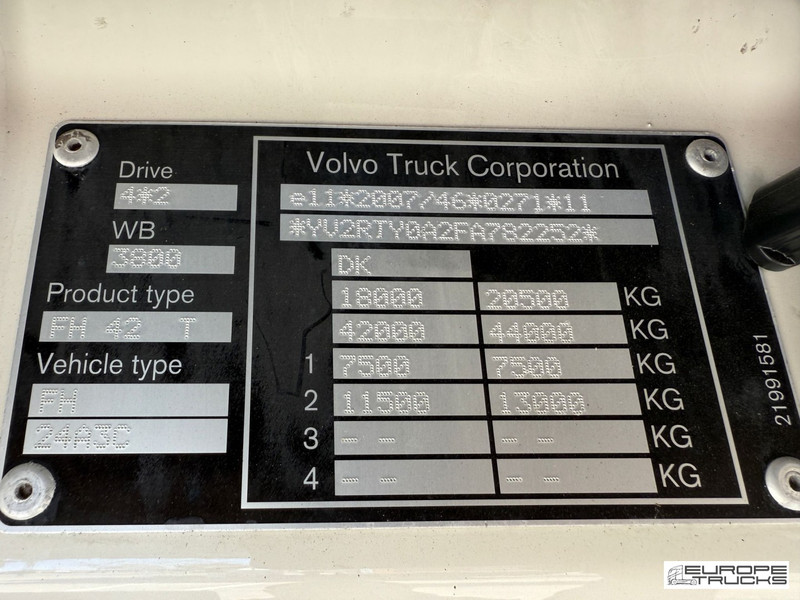 Volvo Truck Corporation
Drive
4*2
e11*2007/46*0271*11
WB
*YV2RTY0A2FA782252*
3800
DK
Product type
18000 20500 KG
FH 42 T
42000 44000 KG
Vehicle type
1 7500 7500 KG
FH
2 11500 13000 KG
24A3C
3 -- -- -- -- KG
4 -- -- -- -- KG
21991581
EUROPE
TRUCKS